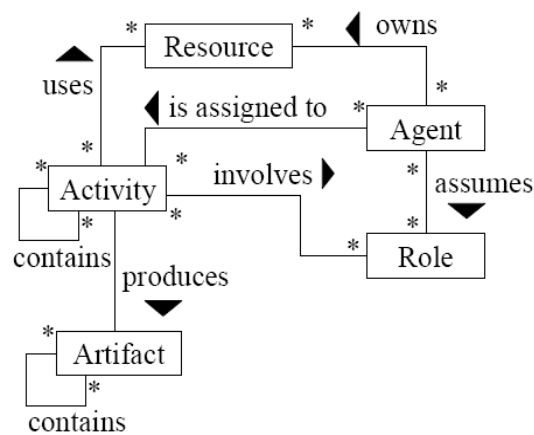 * Resource * owns
uses
*
* is assigned to * Agent
* Activity * involves * assumes
* *
contains * Role
*
produces
* Artifact
*
contains